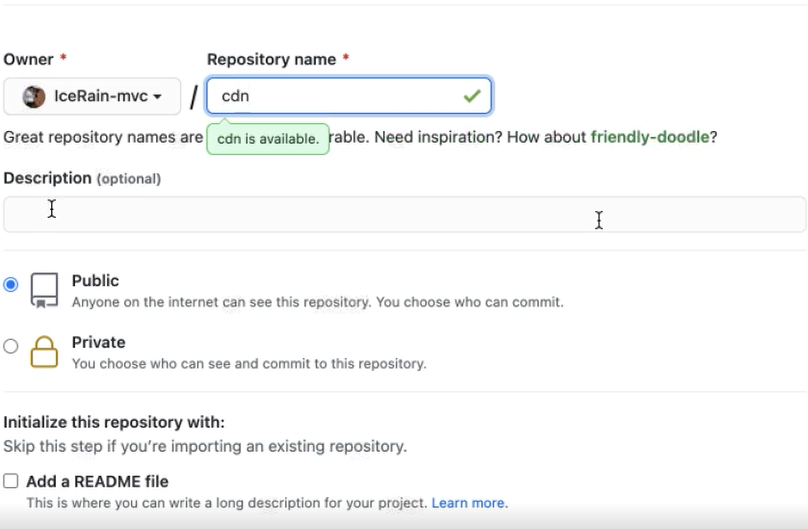 Owner * Repository name *
IceRain-mvc / cdn
Great repository names are rable. Need inspiration? How about friendly-doodle?
cdn is available.
Description (optional)
Public
Anyone on the internet can see this repository. You choose who can commit.
Private
You choose who can see and commit to this repository.
Initialize this repository with:
Skip this step if you're importing an existing repository.
Add a README file
This is where you can write a long description for your project. Learn more.